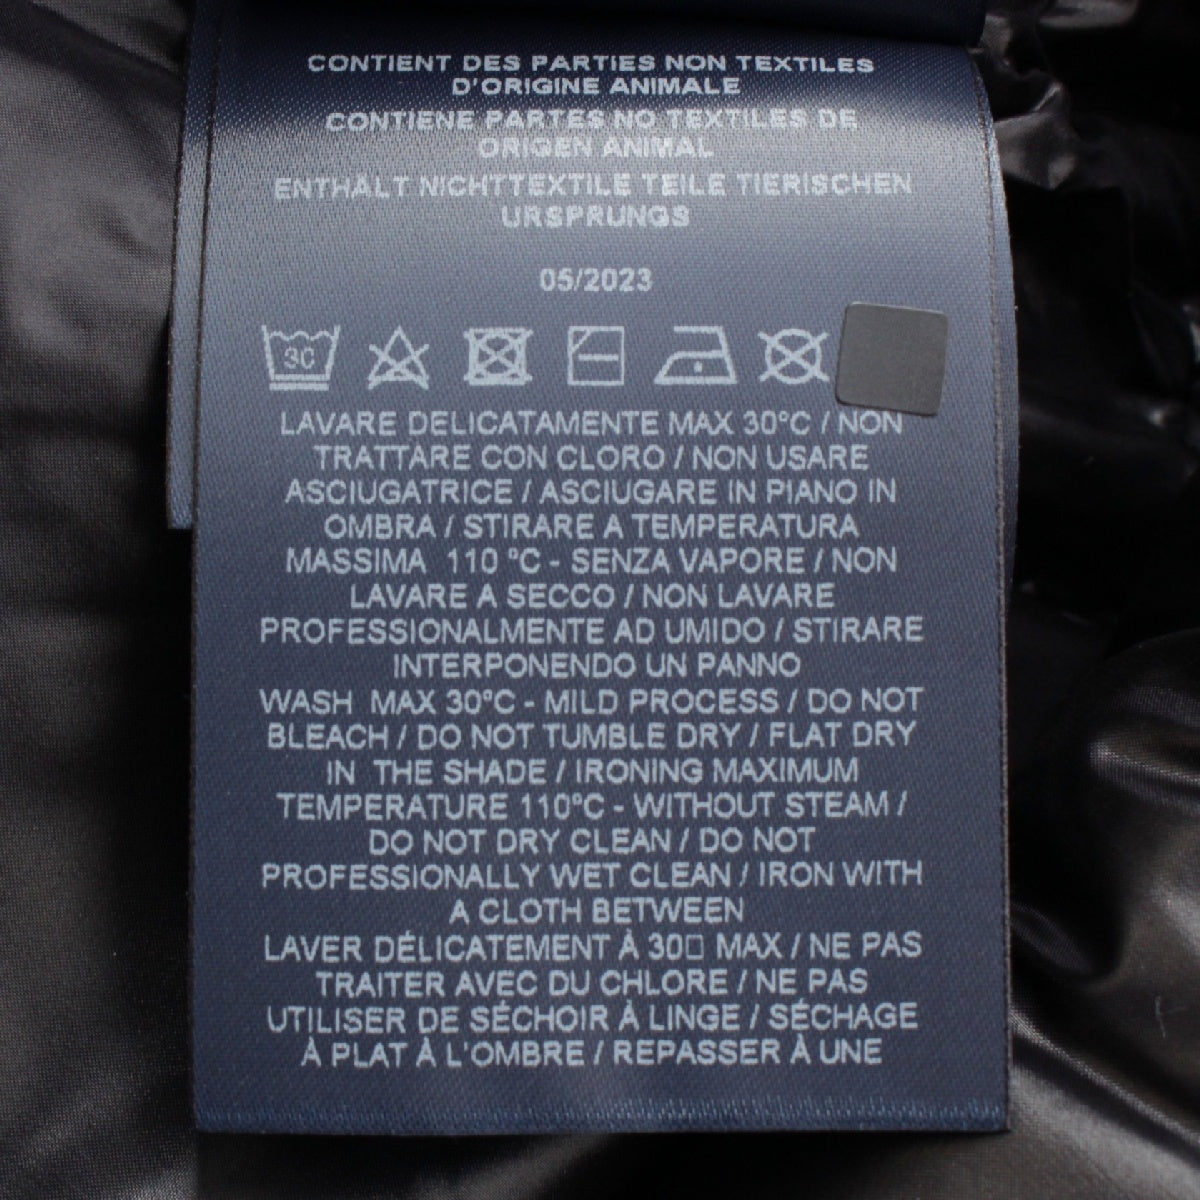 CONTIENT DES PARTIES NON TEXTILES
D'ORIGINE ANIMALE
CONTIENE PARTES NO TEXTILES DE
ORIGEN ANIMAL
ENTHÄLT NICHTTEXTILE TEILE TIERISCHEN
URSPRUNGS
05/2023
30
LAVARE DELICATAMENTE MAX 30°C / NON
TRATTARE CON CLORO / NON USARE
ASCIUGATRICE / ASCIUGARE IN PIANO IN
OMBRA / STIRARE A TEMPERATURA
MASSIMA 110 °C - SENZA VAPORE / NON
LAVARE A SECCO / NON LAVARE
PROFESSIONALMENTE AD UMIDO / STIRARE
INTERPONENDO UN PANNO
WASH MAX 30°C - MILD PROCESS / DO NOT
BLEACH / DO NOT TUMBLE DRY / FLAT DRY
IN THE SHADE / IRONING MAXIMUM
TEMPERATURE 110°C - WITHOUT STEAM /
DO NOT DRY CLEAN / DO NOT
PROFESSIONALLY WET CLEAN / IRON WITH
A CLOTH BETWEEN
LAVER DÉLICATEMENT À 30□ MAX / NE PAS
TRAITER AVEC DU CHLORE / NE PAS
UTILISER DE SÉCHOIR À LINGE / SÉCHAGE
À PLAT À L'OMBRE / REPASSER À UNE